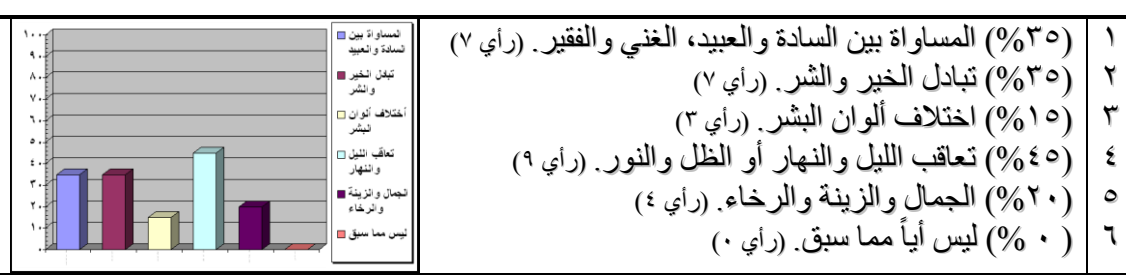 ١ (٣٥%) المساواة بين السادة والعبيد، الغني والفقير. (رأي ٧)
٢ (٣٥%) تبادل الخير والشر. (رأي ٧)
٣ (١٥%) اختلاف ألوان البشر. (رأي ٣)
٤ (٤٥%) تعاقب الليل والنهار أو الظل والنور. (رأي ٩)
٥ (٢٠%) الجمال والزينة والرخاء. (رأي ٤)
٦ (٠ %) ليس أياً مما سبق. (رأي ٠)
المساواة بين
السادة والعبيد
تبادل الخير
والشر
أختلاف ألوان
البشر
تعاقب الليل
والنهار
الجمال والزينة
والرخاء
ليس مما سبق
١٠٠
٨٠
٧٠
٦٠
٥٠
٤٠
٣٠
٢٠
١٠
٠